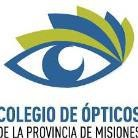 COLEGIO DE ÓPTICOS
DE LA PROVINCIA DE MISIONES